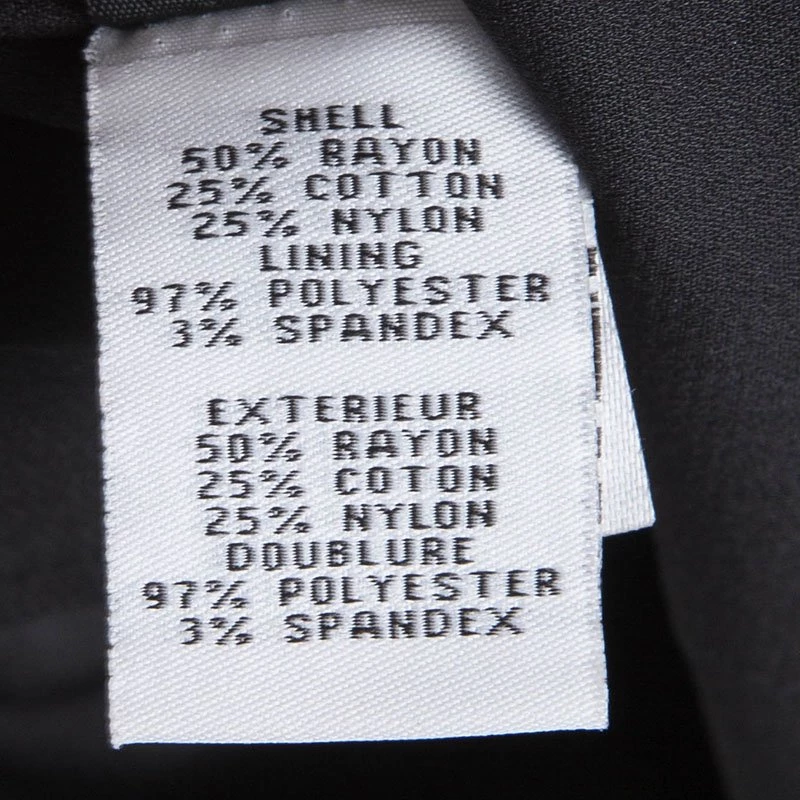 SHELL
50% RAYON
25% COTTON
25% NYLON
LINING
97% POLYESTER
3% SPANDEX
EXTERIEUR
50% RAYON
25% COTON
25% NYLON
DOUBLURE
97% POLYESTER
3% SPANDEX